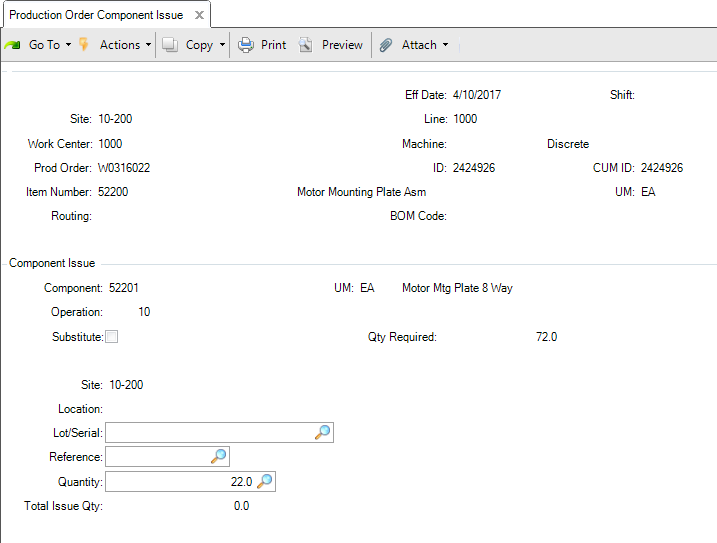 Production Order Component Issue X
Go To Actions Copy Print Preview Attach
Eff Date: 4/10/2017 Shift:
Site: 10-200 Line: 1000
Work Center: 1000 Machine: Discrete
Prod Order: W0316022 ID: 2424926 CUM ID: 2424926
Item Number: 52200 Motor Mounting Plate Asm UM: EA
Routing: BOM Code:
Component Issue
Component: 52201 UM: EA Motor Mtg Plate 8 Way
Operation: 10
Substitute: Qty Required: 72.0
Site: 10-200
Location:
Lot/Serial:
Reference:
Quantity: 22.0
Total Issue Qty: 0.0